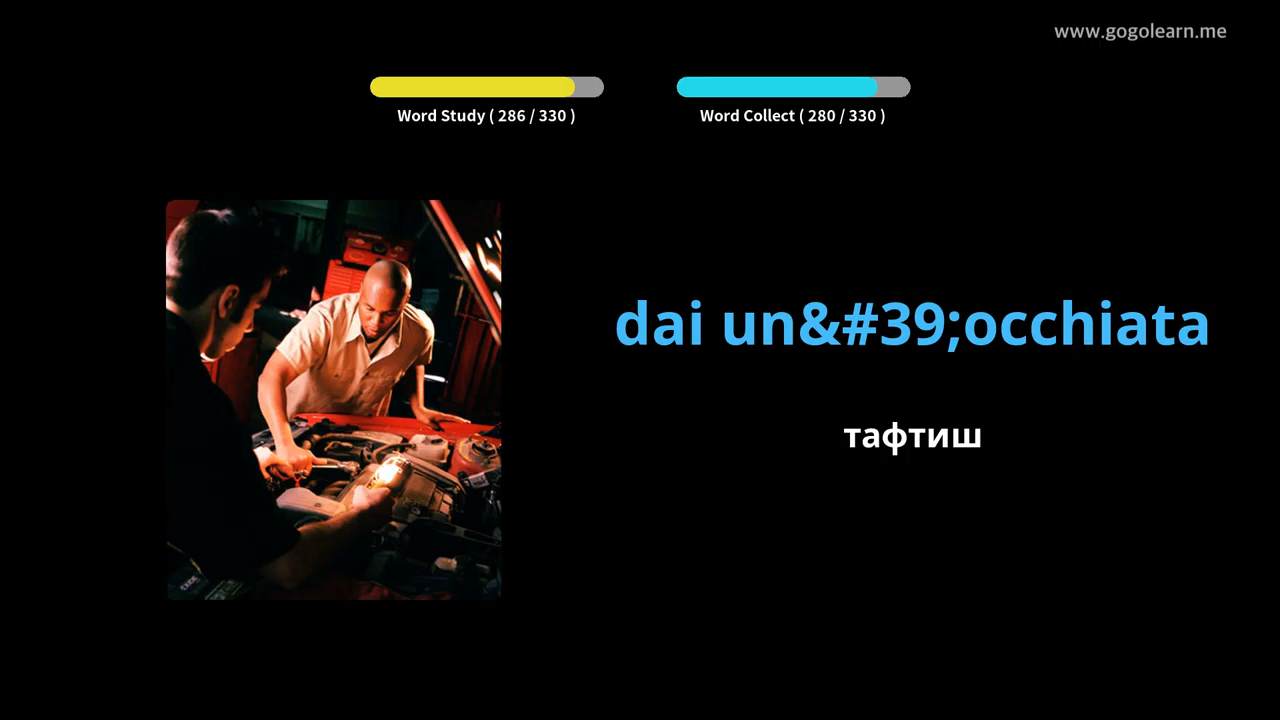 www.gogolearn.me
Word Study ( 286 / 330 )
Word Collect ( 280 / 330 )
dai un&#39;occhiata
тафтиш